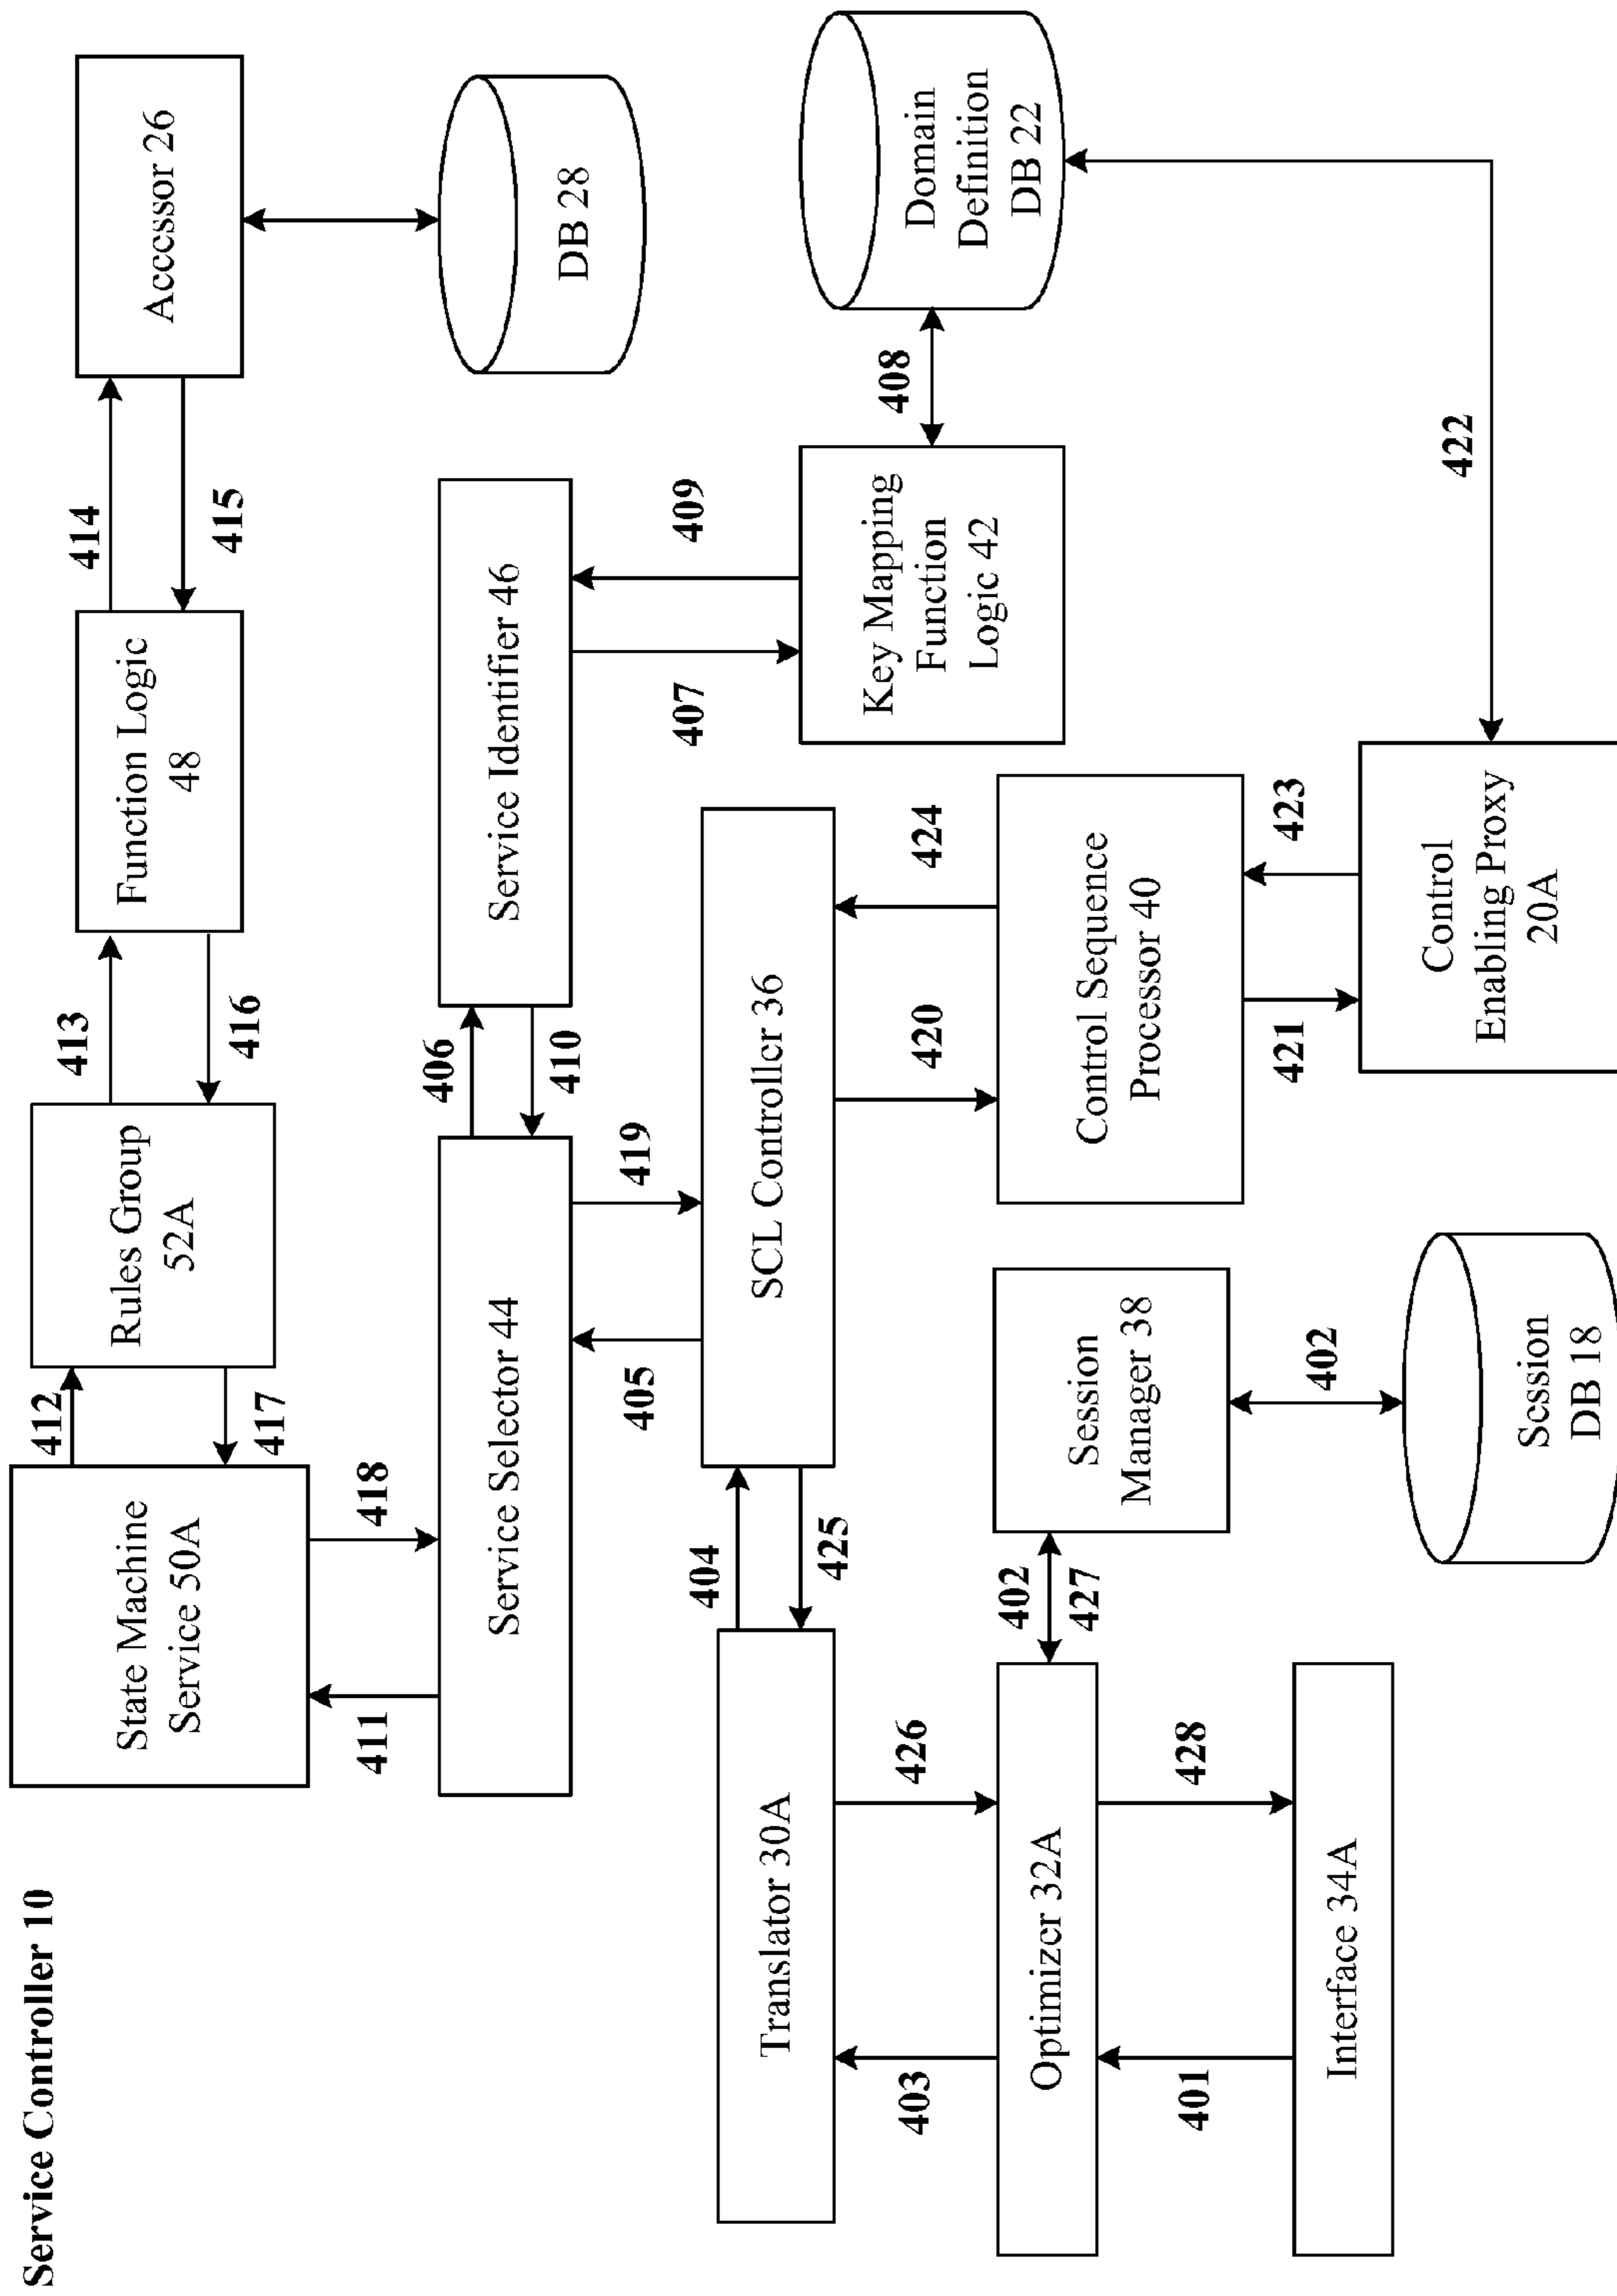 Service Controller 10
State Machine
Service 50A
412
417
Rules Group
52A
413
416
Function Logic
48
414
415
Accessor 26
411
418
406
410
Service Selector 44
Service Identifier 46
DB 28
405
419
407
409
404
425
Translator 30A
SCL Controller 36
Key Mapping
Function
Logic 42
408
Domain
Definition
DB 22
403
426
420
424
402
427
Optimizer 32A
Session
Manager 38
Control Sequence
Processor 40
401
428
402
421
423
422
Interface 34A
Session
DB 18
Control
Enabling Proxy
20A